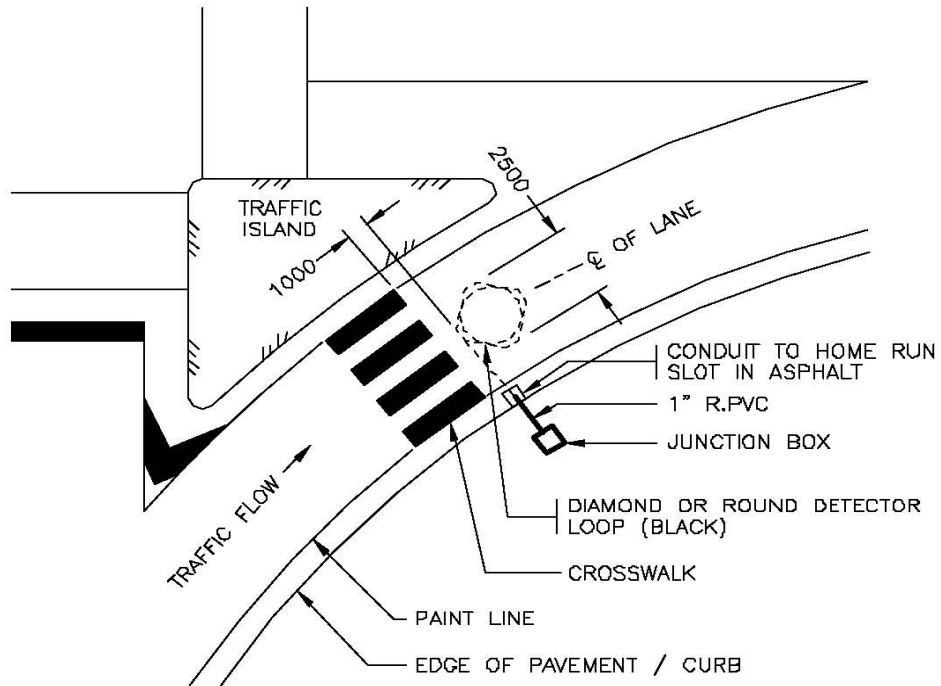 TRAFFIC
ISLAND
2500
1000
℄ OF LANE
CONDUIT TO HOME RUN
SLOT IN ASPHALT
1" R.PVC
JUNCTION BOX
DIAMOND OR ROUND DETECTOR
LOOP (BLACK)
TRAFFIC FLOW
CROSSWALK
PAINT LINE
EDGE OF PAVEMENT / CURB